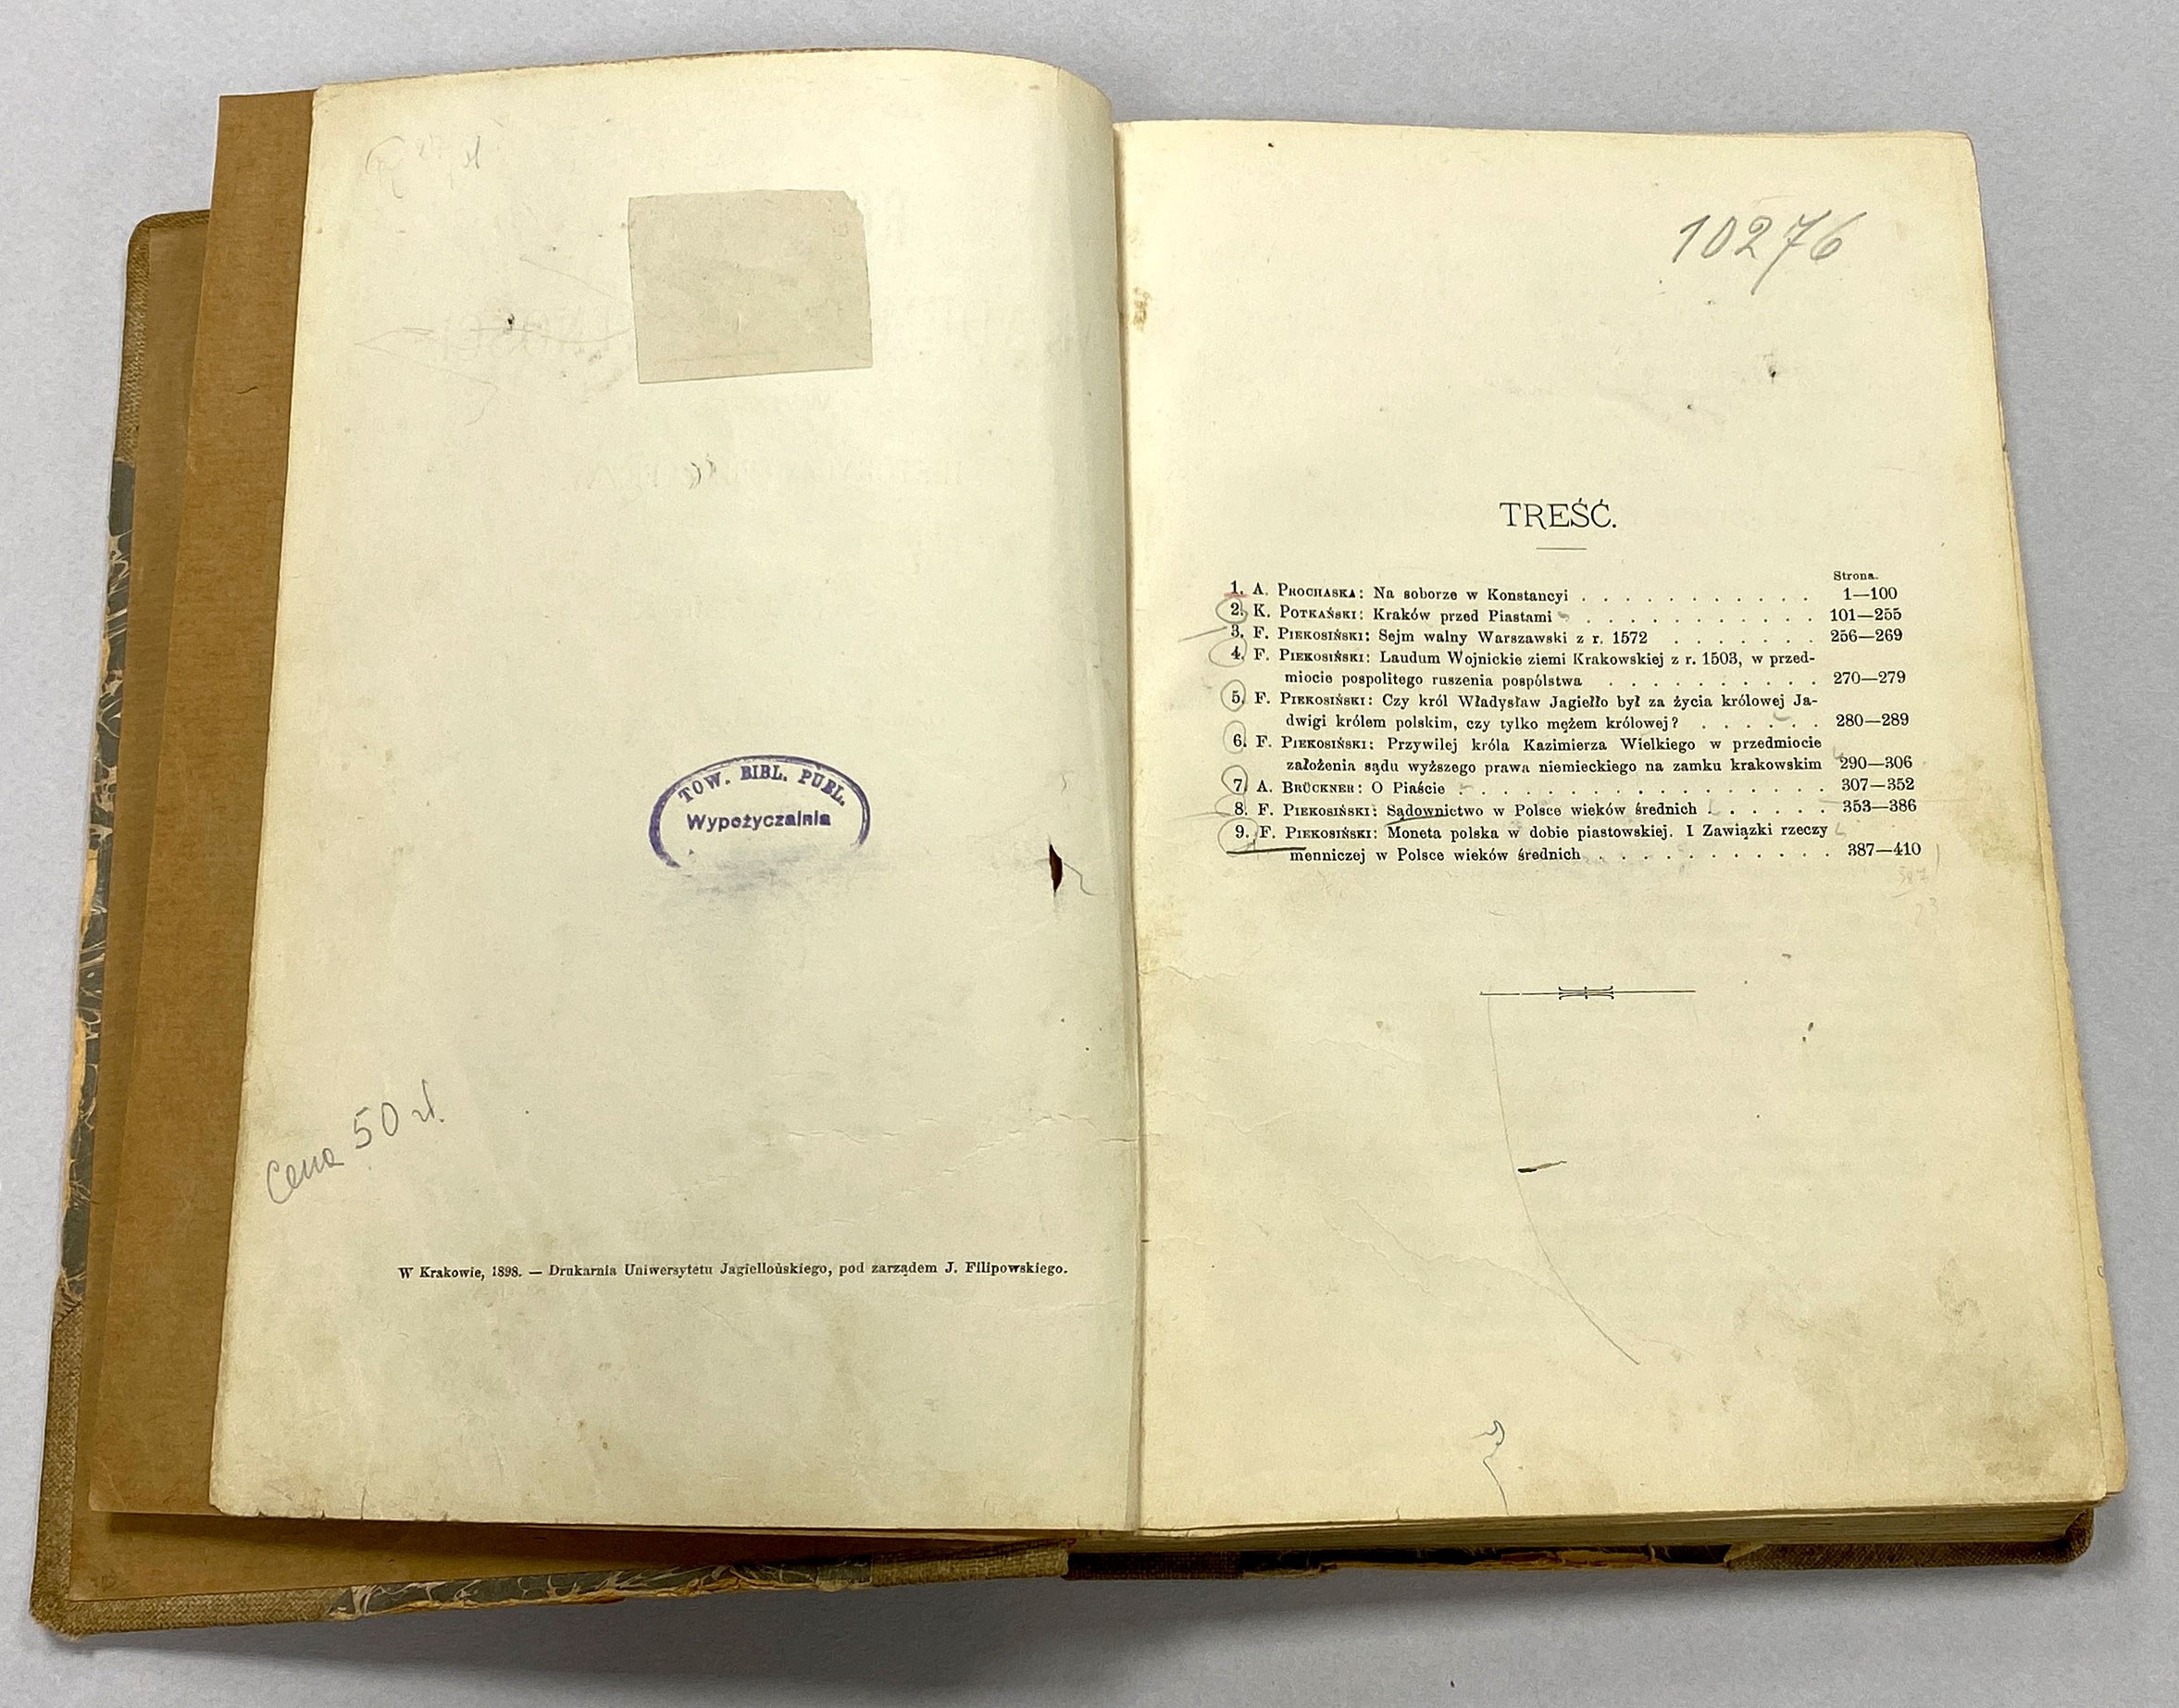 TOW. BIBL. PUBL.
Wypożyczalnia
Cena 50 zł.
W Krakowie, 1898. — Drukarnia Uniwersytetu Jagiellońskiego, pod zarządem J. Filipowskiego.
10276
TREŚĆ.
Strona.
1. A. PROCHASKA: Na soborze w Konstancyi . . . . . . . . . . . 1—100
2. K. POTKAŃSKI: Kraków przed Piastami . . . . . . . . . . . 101—255
3. F. PIEKOSIŃSKI: Sejm walny Warszawski z r. 1572 . . . . . . . 256—269
4. F. PIEKOSIŃSKI: Laudum Wojnickie ziemi Krakowskiej z r. 1503, w przed-
miocie pospolitego ruszenia pospólstwa . . . . . . . . . . 270—279
5. F. PIEKOSIŃSKI: Czy król Władysław Jagiełło był za życia królowej Ja-
dwigi królem polskim, czy tylko mężem królowej? . . . . . . 280—289
6. F. PIEKOSIŃSKI: Przywilej króla Kazimierza Wielkiego w przedmiocie
założenia sądu wyższego prawa niemieckiego na zamku krakowskim 290—306
7. A. BRÜCKNER: O Piaście . . . . . . . . . . . . . . . . . 307—352
8. F. PIEKOSIŃSKI: Sądownictwo w Polsce wieków średnich . . . . . . 353—386
9. F. PIEKOSIŃSKI: Moneta polska w dobie piastowskiej. I Zawiązki rzeczy
menniczej w Polsce wieków średnich . . . . . . . . . . . 387—410